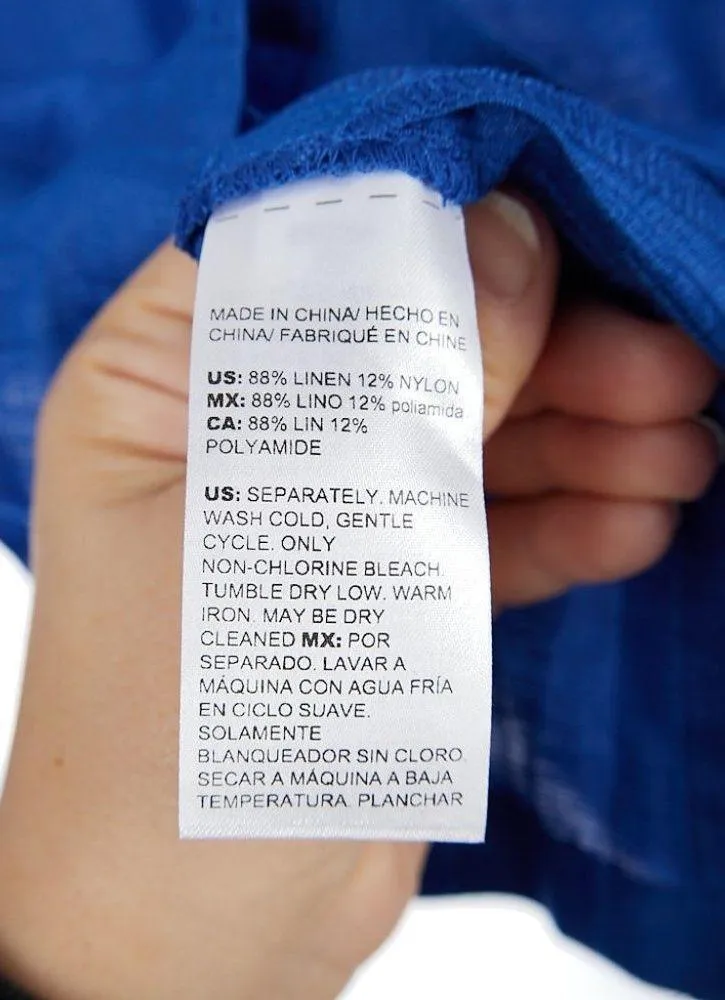 MADE IN CHINA/ HECHO EN
CHINA/ FABRIQUÉ EN CHINE
US: 88% LINEN 12% NYLON
MX: 88% LINO 12% poliamida
CA: 88% LIN 12%
POLYAMIDE
US: SEPARATELY. MACHINE
WASH COLD, GENTLE
CYCLE. ONLY
NON-CHLORINE BLEACH.
TUMBLE DRY LOW. WARM
IRON. MAY BE DRY
CLEANED MX: POR
SEPARADO. LAVAR A
MÁQUINA CON AGUA FRÍA
EN CICLO SUAVE.
SOLAMENTE
BLANQUEADOR SIN CLORO.
SECAR A MÁQUINA A BAJA
TEMPERATURA. PLANCHAR